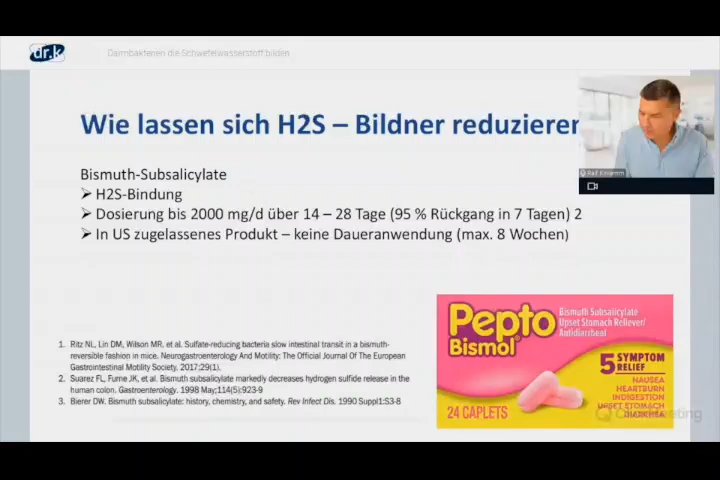 dr.k
Darmbakterien die Schwefelwasserstoff bilden
Wie lassen sich H2S – Bildner reduzieren
Bismuth-Subsalicylate
➢ H2S-Bindung
➢ Dosierung bis 2000 mg/d über 14 – 28 Tage (95 % Rückgang in 7 Tagen) 2
➢ In US zugelassenes Produkt – keine Daueranwendung (max. 8 Wochen)
1. Ritz NL, Lin DM, Wilson MR, et al. Sulfate-reducing bacteria slow intestinal transit in a bismuth-
reversible fashion in mice. Neurogastroenterology And Motility: The Official Journal Of The European
Gastrointestinal Motility Society. 2017;29(1).
2. Suarez FL, Furne JK, et al. Bismuth subsalicylate markedly decreases hydrogen sulfide release in the
human colon. Gastroenterology. 1998 May;114(5):923-9
3. Bierer DW. Bismuth subsalicylate: history, chemistry, and safety. Rev Infect Dis. 1990 Suppl1:S3-8
Pepto
Bismol
Bismuth Subsalicylate
Upset Stomach Reliever/
Antidiarrheal
5 SYMPTOM
RELIEF
NAUSEA
HEARTBURN
INDIGESTION
UPSET STOMACH
DIARRHEA
24 CAPLETS